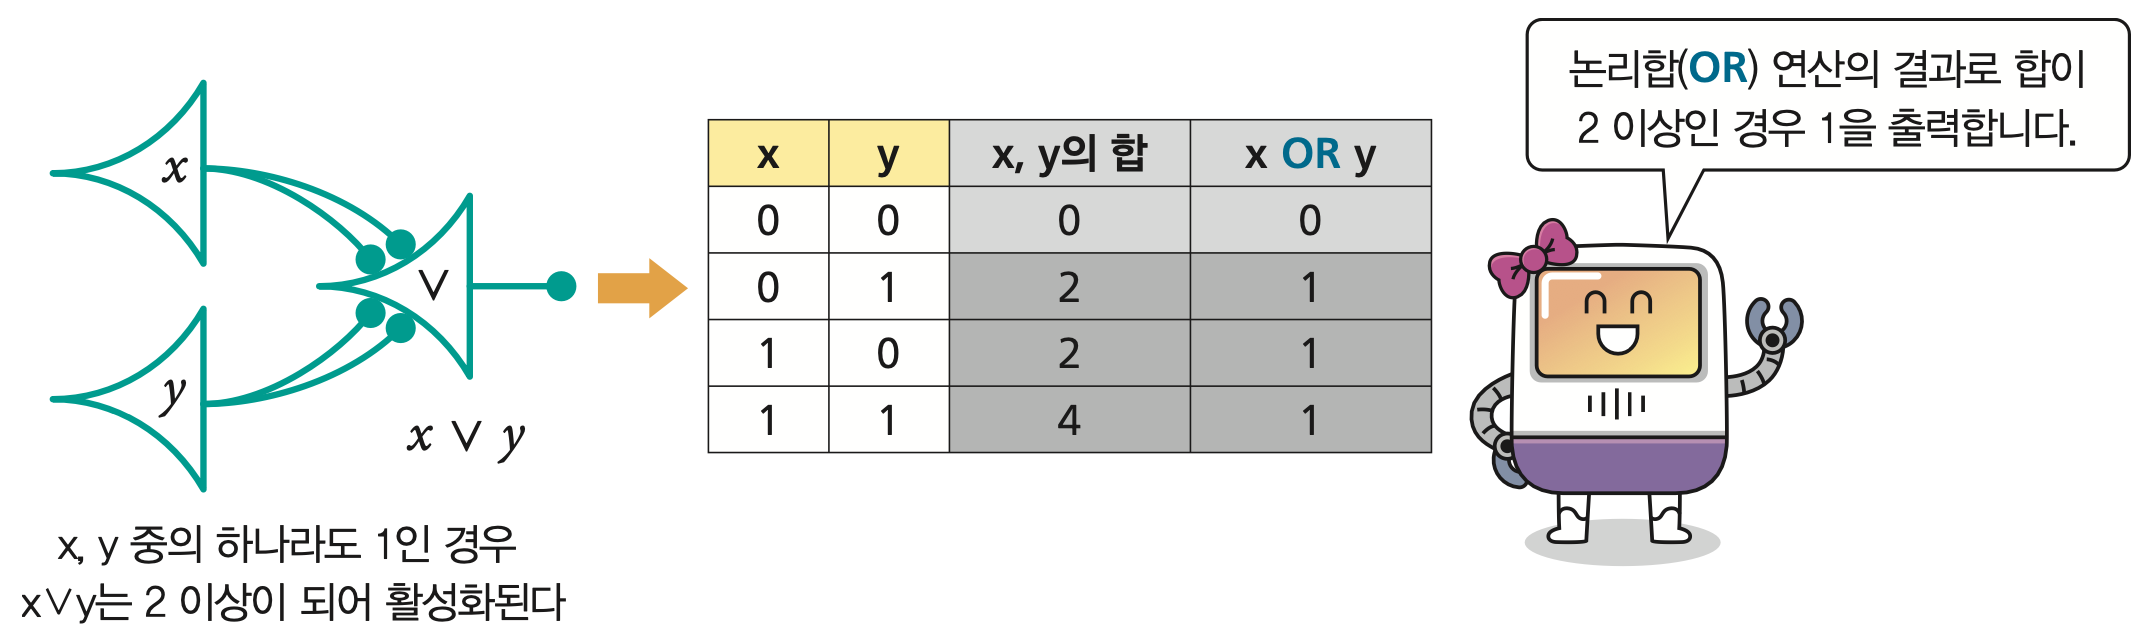 x
y
∨
x ∨ y
x, y 중의 하나라도 1인 경우
x∨y는 2 이상이 되어 활성화된다
x y x, y의 합 x OR y
0 0 0 0
0 1 2 1
1 0 2 1
1 1 4 1
논리합(OR) 연산의 결과로 합이
2 이상인 경우 1을 출력합니다.